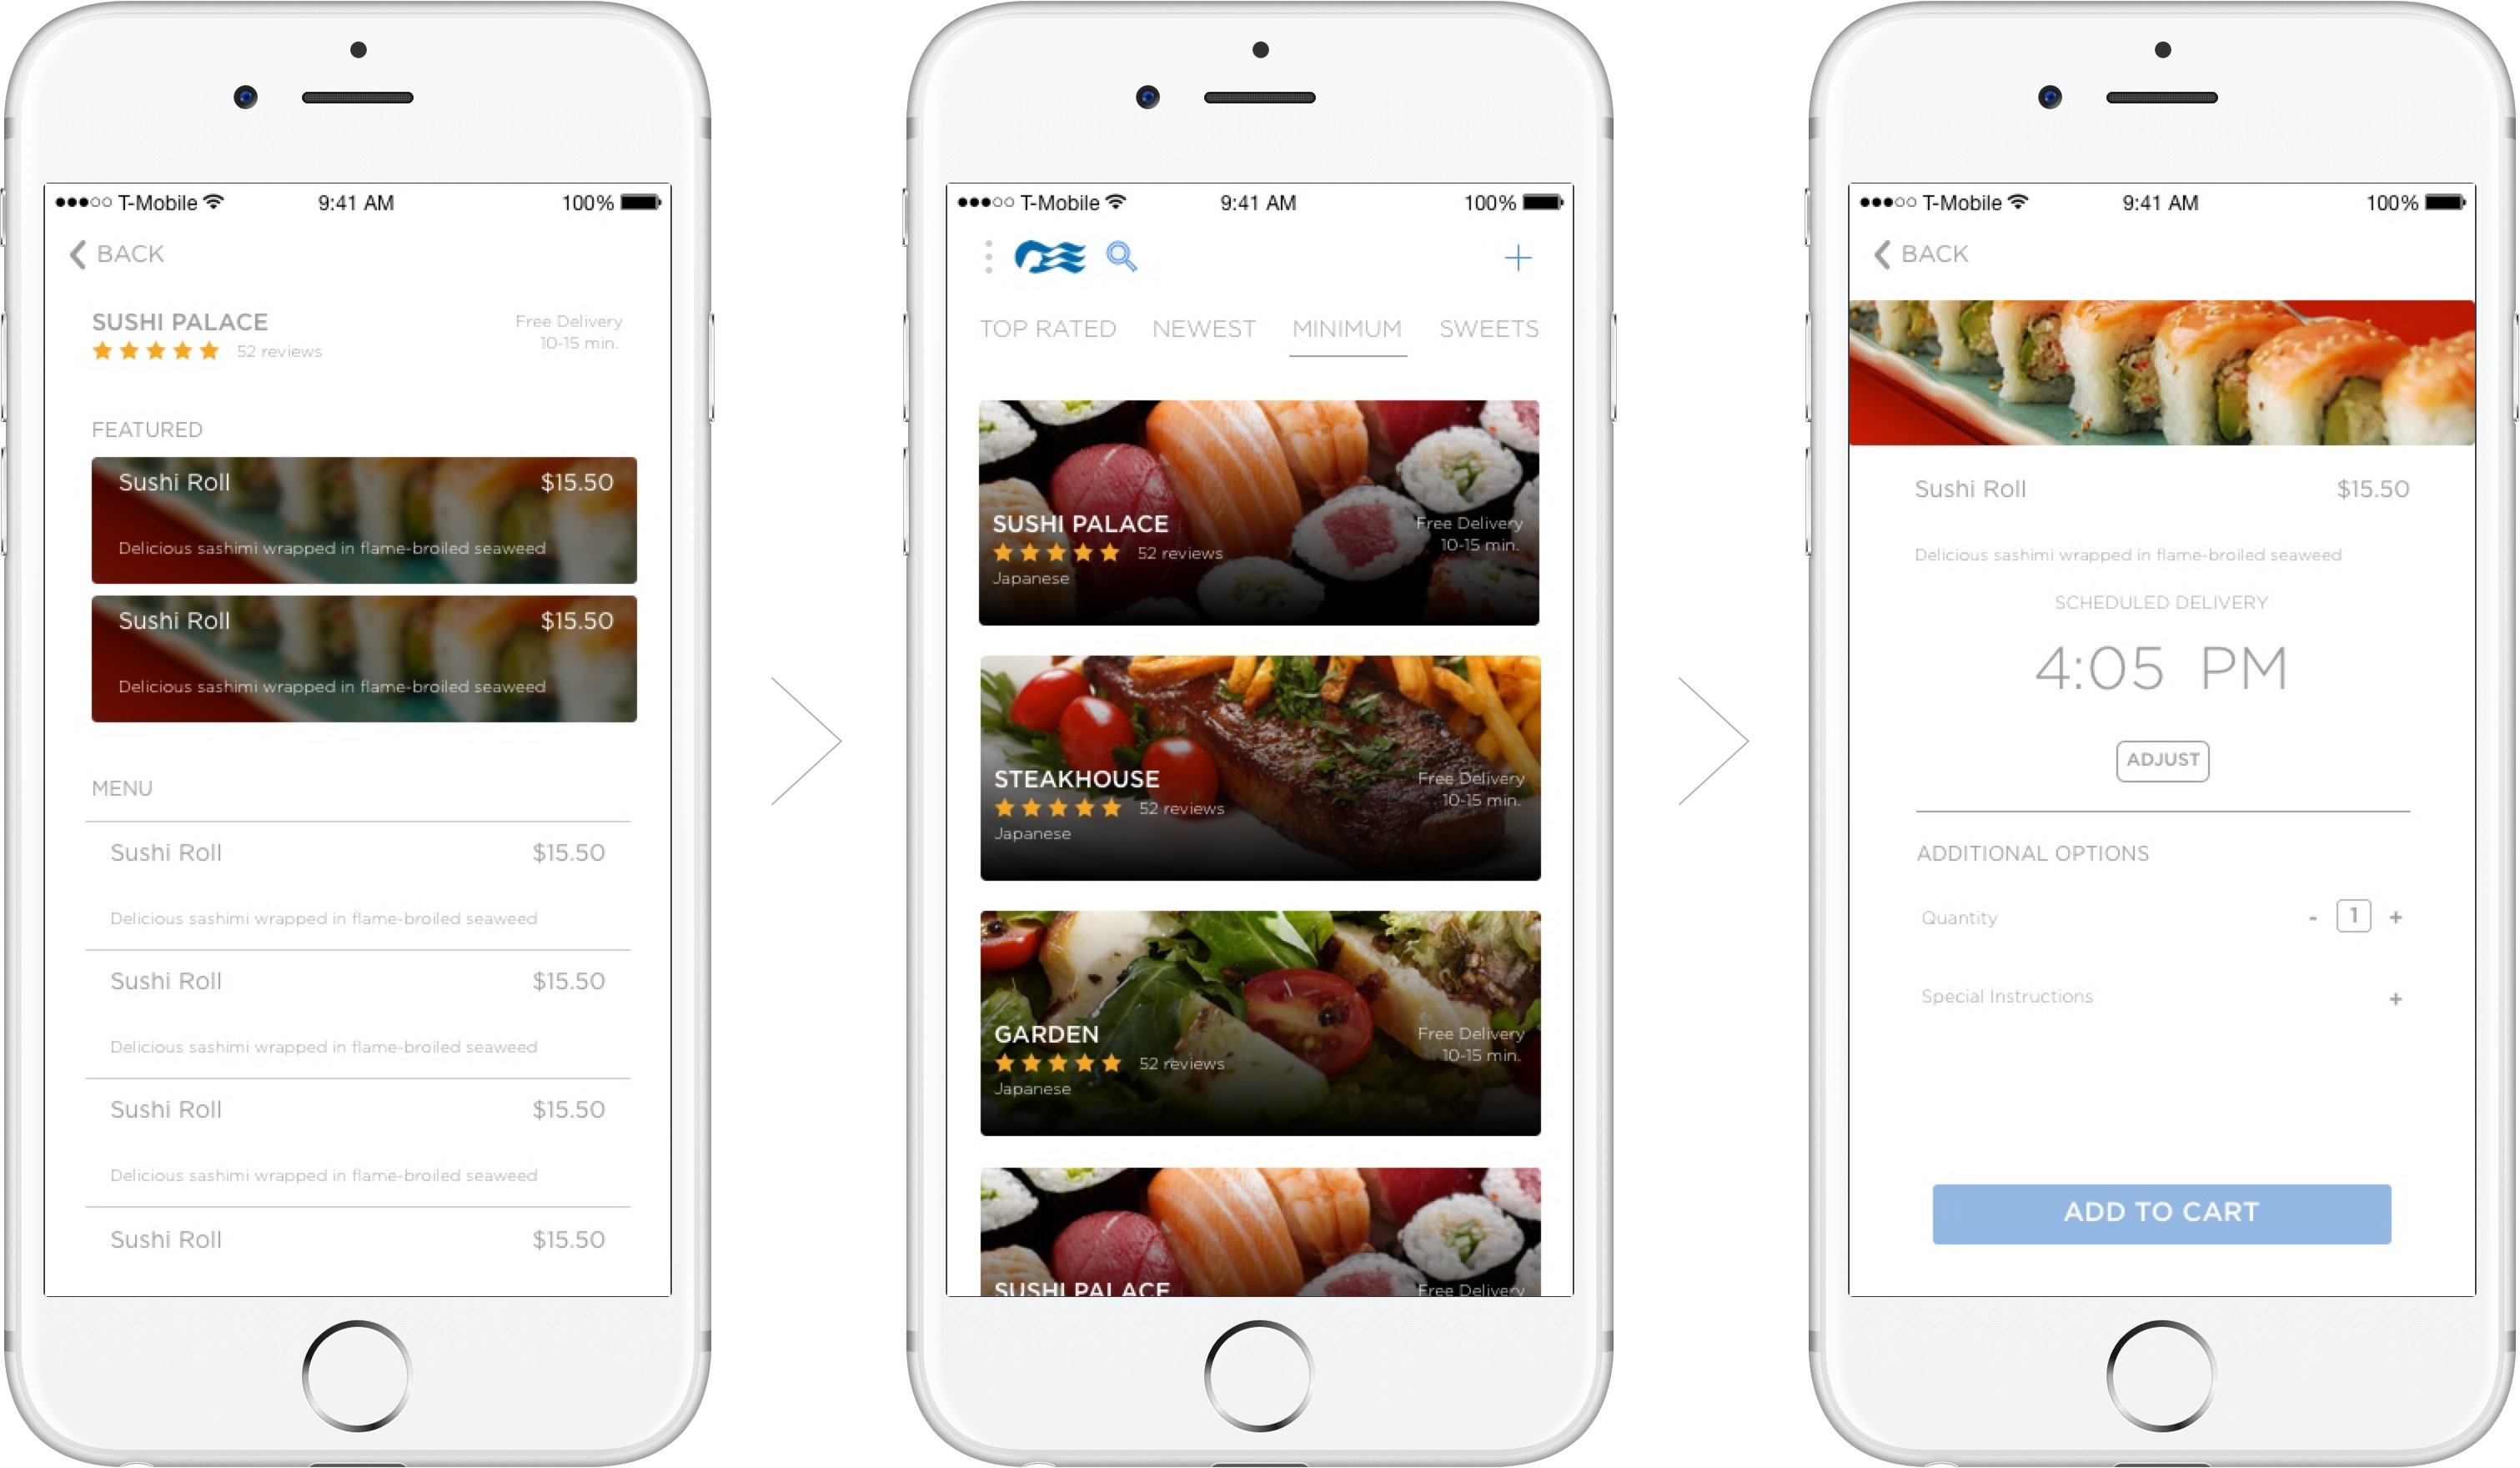 T-Mobile 9:41 AM 100%
BACK
SUSHI PALACE Free Delivery
52 reviews 10-15 min.
FEATURED
Sushi Roll $15.50
Delicious sashimi wrapped in flame-broiled seaweed
Sushi Roll $15.50
Delicious sashimi wrapped in flame-broiled seaweed
MENU
Sushi Roll $15.50
Delicious sashimi wrapped in flame-broiled seaweed
Sushi Roll $15.50
Delicious sashimi wrapped in flame-broiled seaweed
Sushi Roll $15.50
Delicious sashimi wrapped in flame-broiled seaweed
Sushi Roll $15.50
T-Mobile 9:41 AM 100%
+
TOP RATED NEWEST MINIMUM SWEETS
SUSHI PALACE Free Delivery
52 reviews 10-15 min.
Japanese
STEAKHOUSE Free Delivery
52 reviews 10-15 min.
Japanese
GARDEN Free Delivery
52 reviews 10-15 min.
Japanese
SUSHI PALACE Free Delivery
T-Mobile 9:41 AM 100%
BACK
Sushi Roll $15.50
Delicious sashimi wrapped in flame-broiled seaweed
SCHEDULED DELIVERY
4:05 PM
ADJUST
ADDITIONAL OPTIONS
Quantity - 1 +
Special Instructions +
ADD TO CART